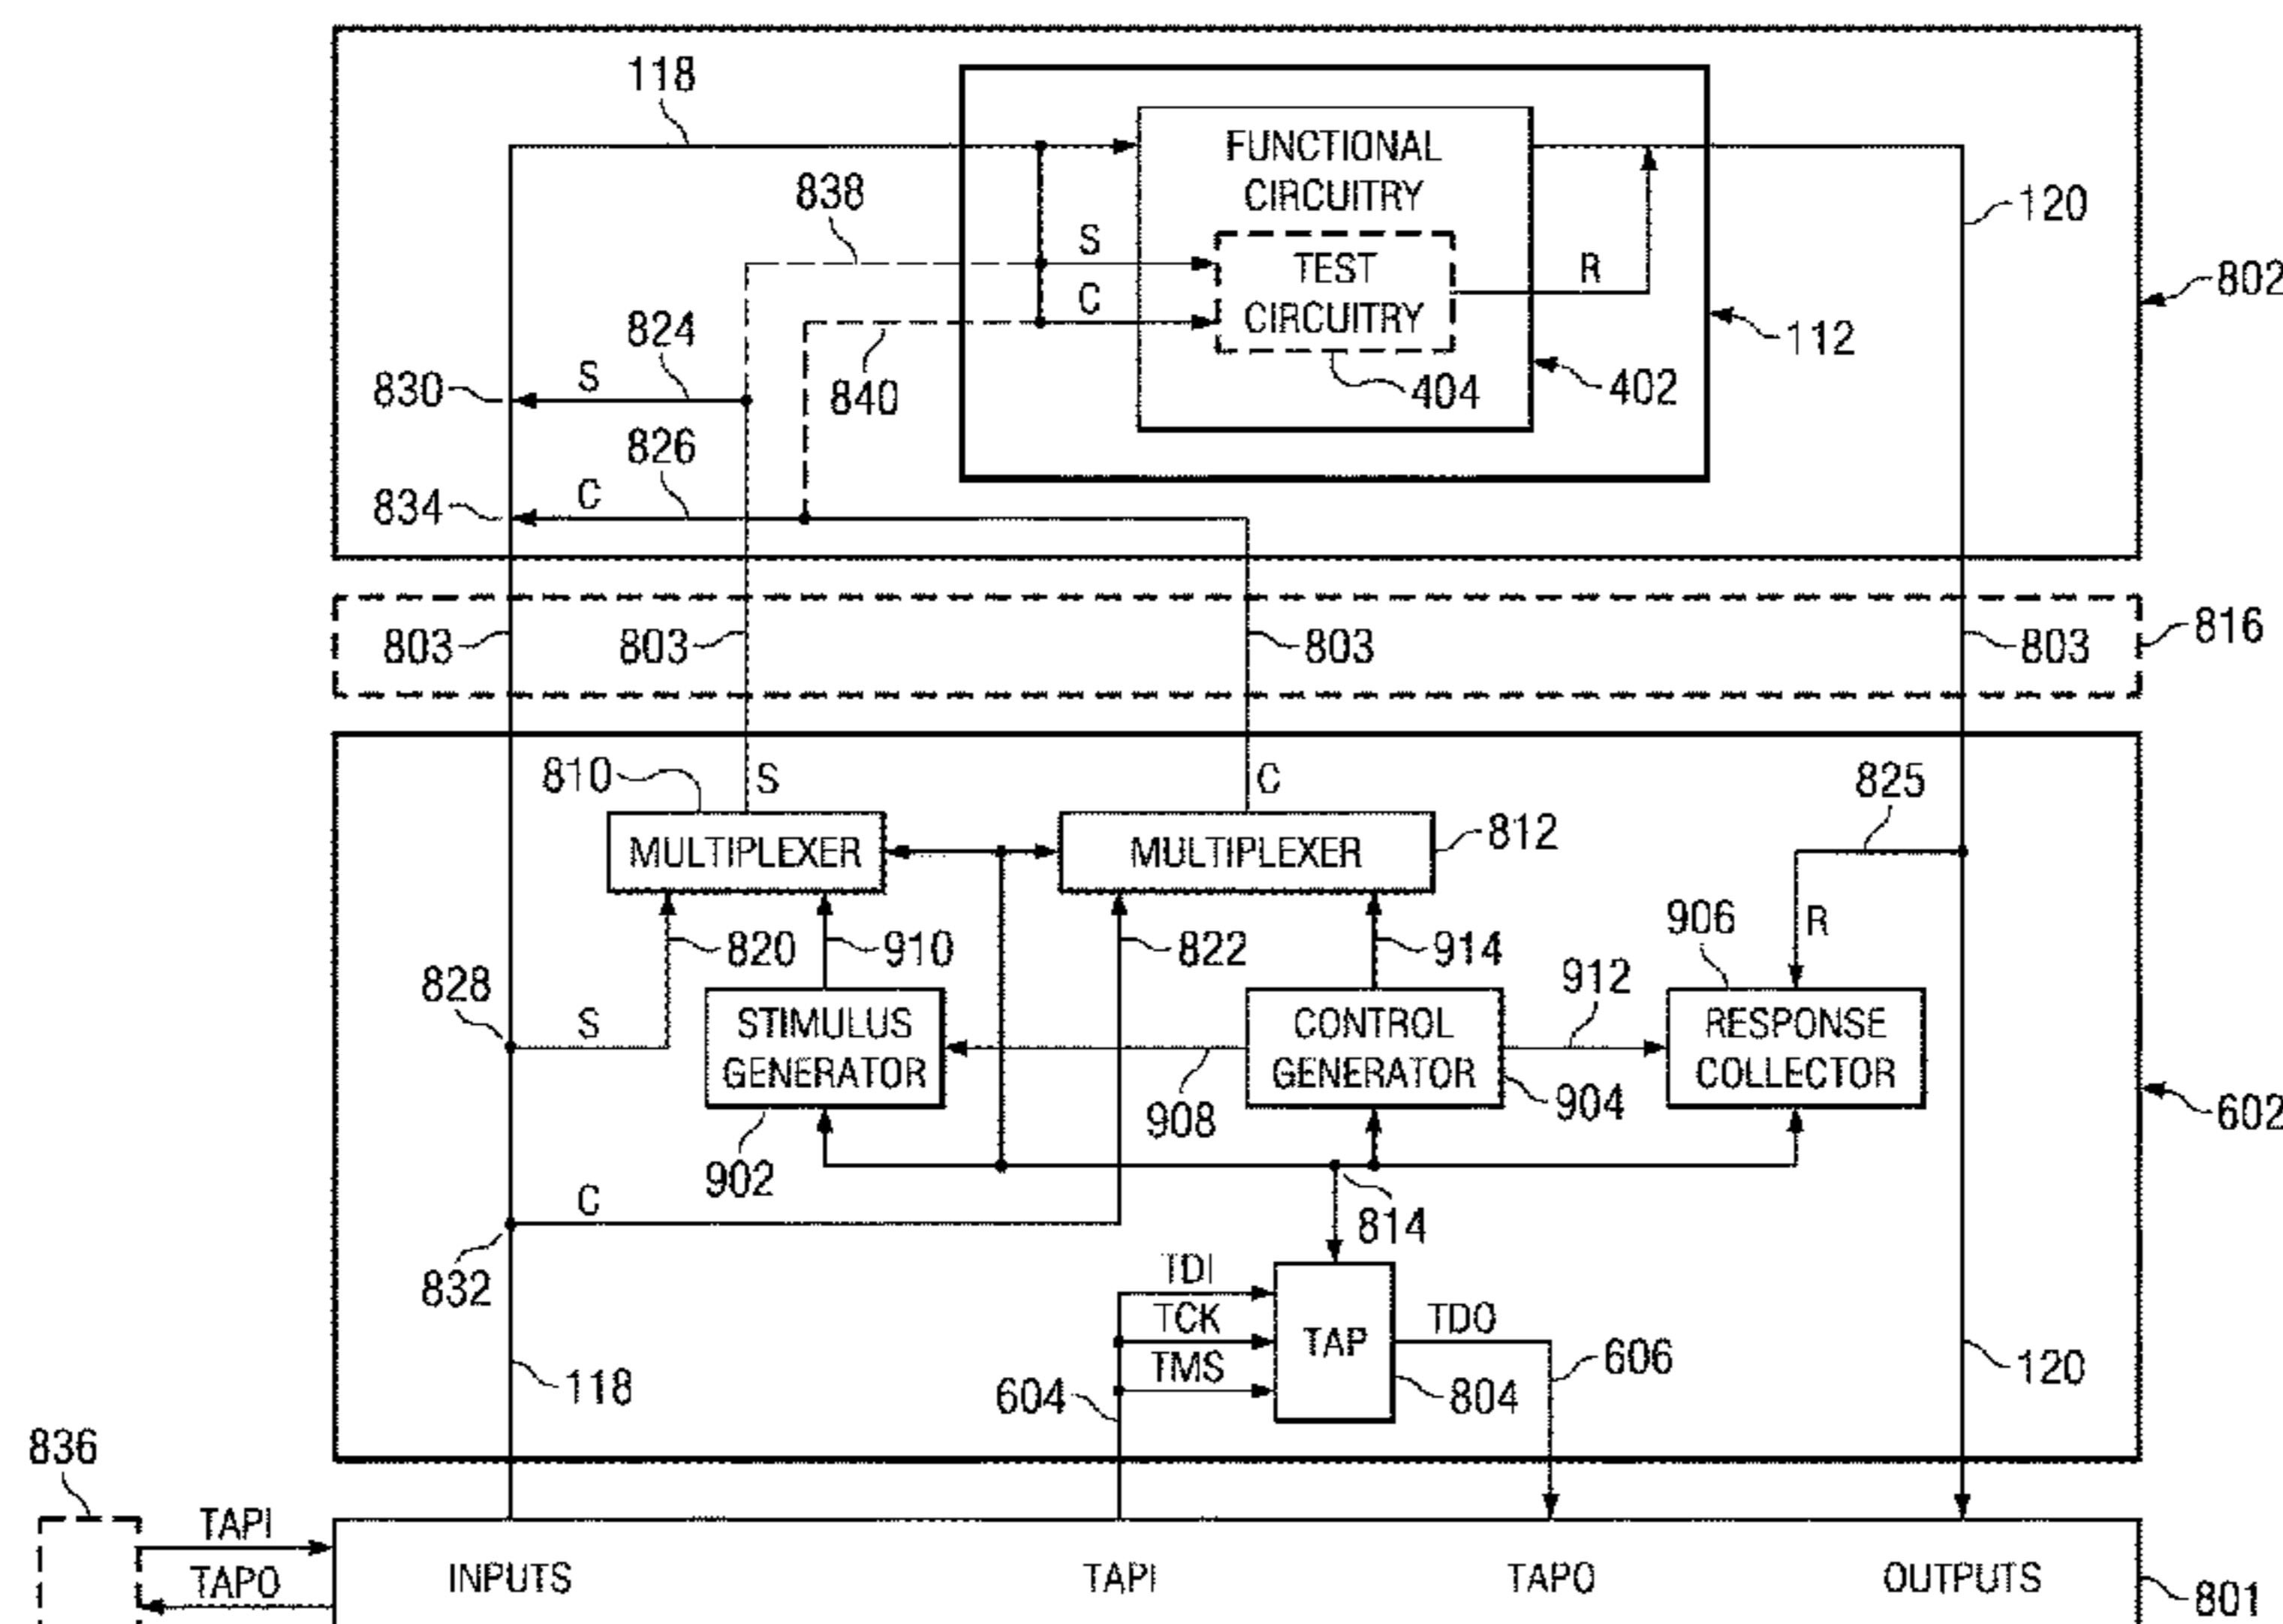 118
FUNCTIONAL
CIRCUITRY
838
120
S
TEST
CIRCUITRY
R
802
C
824
112
830
S
840
404
402
826
834
C
803
803
803
803
816
810
S
C
825
MULTIPLEXER
MULTIPLEXER
812
820
910
822
914
906
R
828
912
S
STIMULUS
GENERATOR
CONTROL
GENERATOR
RESPONSE
COLLECTOR
908
904
602
902
C
814
832
TDI
TCK
TMS
TAP
TDO
606
118
604
804
120
836
TAPI
TAPO
INPUTS
TAPI
TAPO
OUTPUTS
801